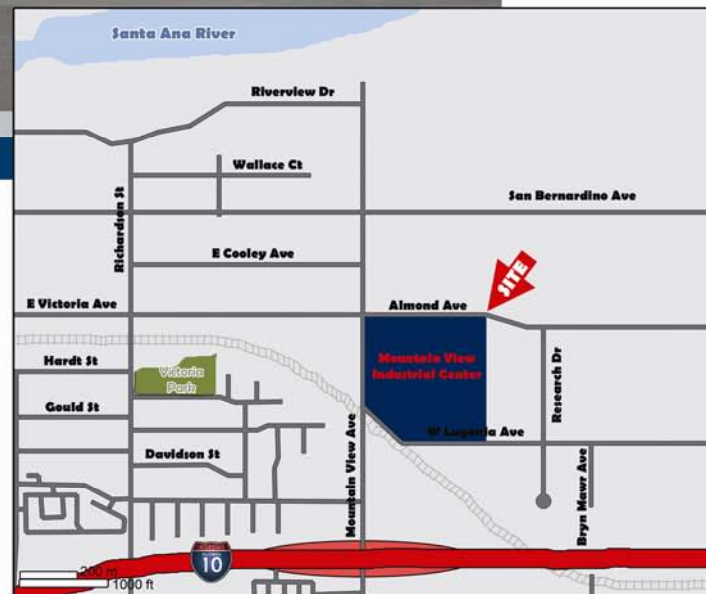 Santa Ana River
Riverview Dr
Wallace Ct
San Bernardino Ave
Richardson St
E Cooley Ave
SITE
E Victoria Ave
Almond Ave
Hardt St
Victoria
Park
Mountain View
Industrial Center
Research Dr
Gould St
W Lugonia Ave
Mountain View Ave
Davidson St
Bryn Mawr Ave
10
200 m
1000 ft